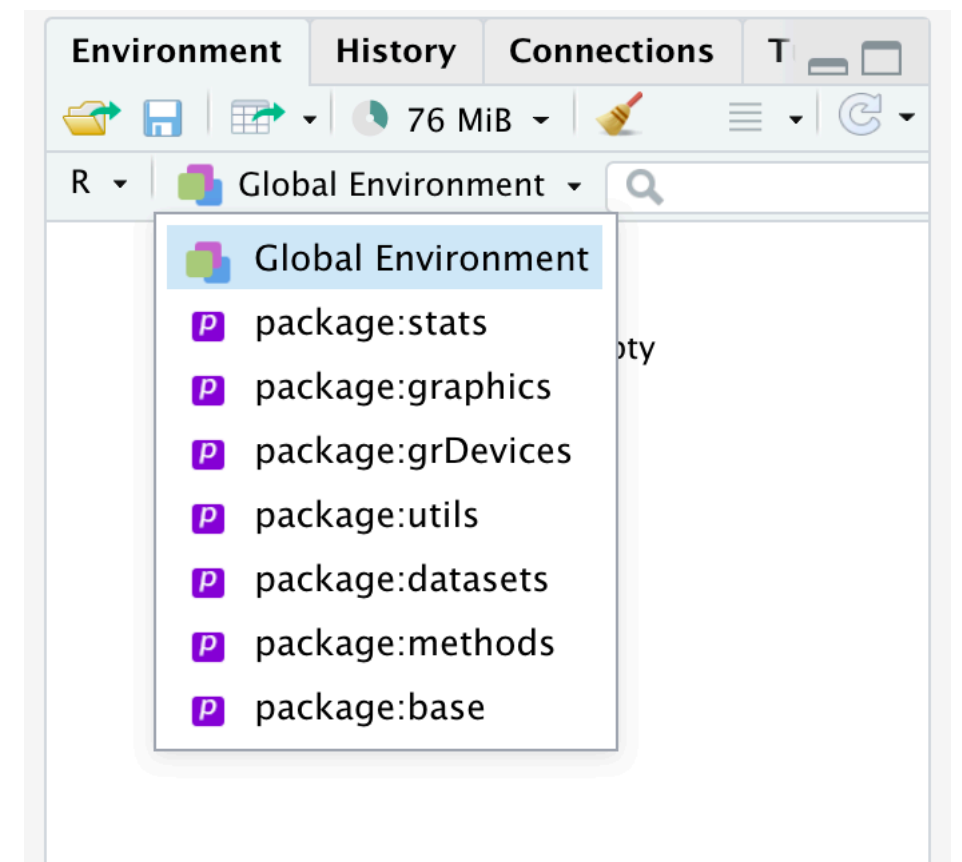 Environment History Connections T
76 MiB
R Global Environment
Global Environment
package:stats
package:graphics
package:grDevices
package:utils
package:datasets
package:methods
package:base